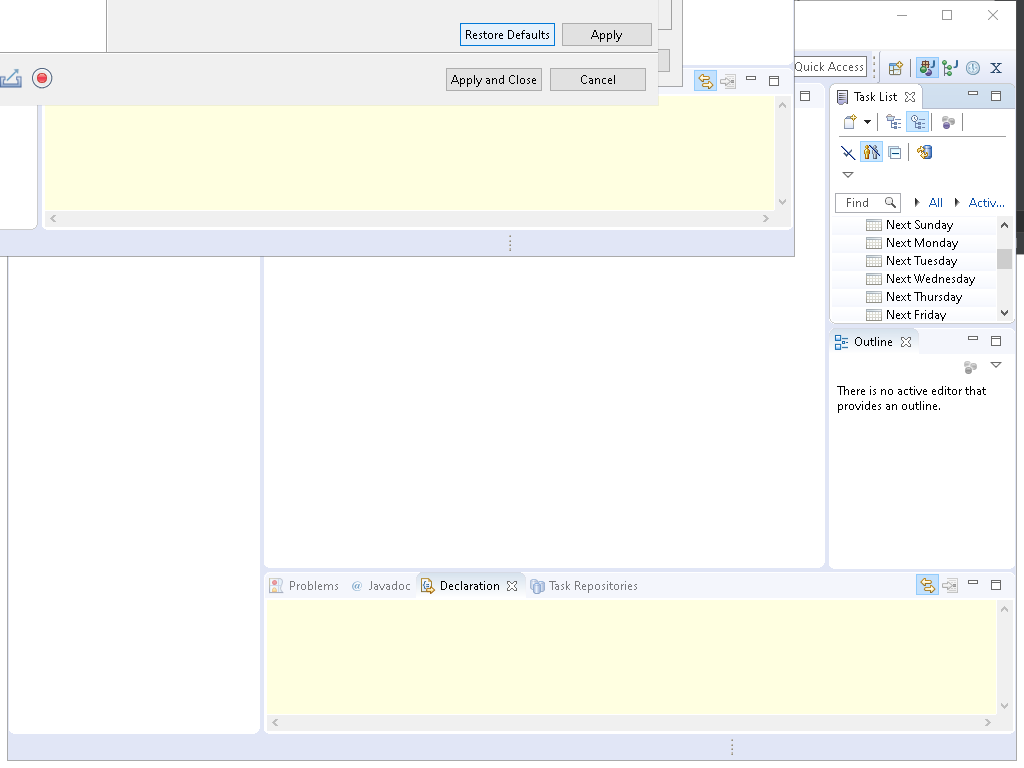 Restore Defaults Apply
Apply and Close Cancel
Quick Access
Task List
Find All Activ...
Next Sunday
Next Monday
Next Tuesday
Next Wednesday
Next Thursday
Next Friday
Outline
There is no active editor that
provides an outline.
Problems @ Javadoc Declaration Task Repositories